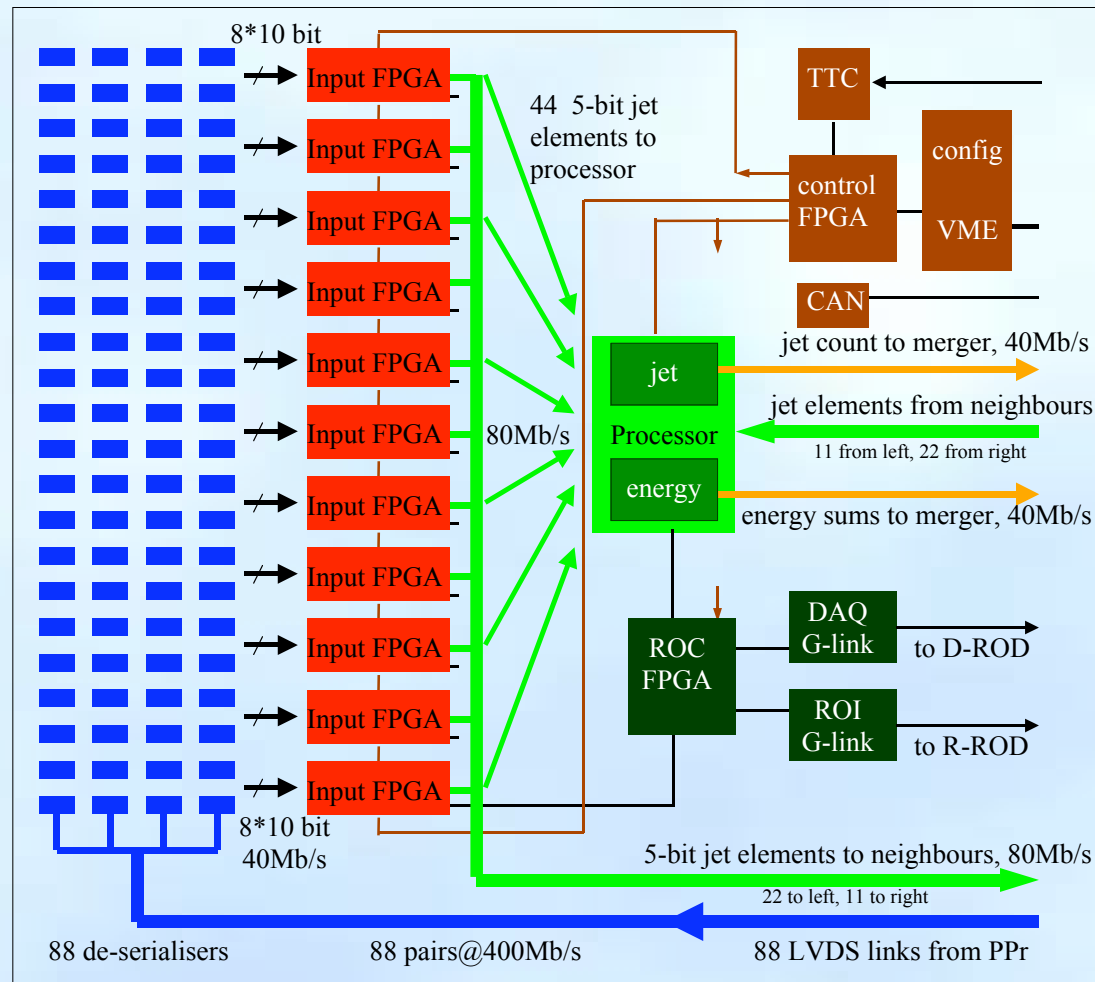 8*10 bit
Input FPGA
Input FPGA
Input FPGA
Input FPGA
Input FPGA
Input FPGA
Input FPGA
Input FPGA
Input FPGA
Input FPGA
Input FPGA
8*10 bit
40Mb/s
44 5-bit jet
elements to
processor
80Mb/s
TTC
control
FPGA
config
VME
CAN
jet count to merger, 40Mb/s
jet
Processor
energy
jet elements from neighbours
11 from left, 22 from right
energy sums to merger, 40Mb/s
ROC
FPGA
DAQ
G-link
to D-ROD
ROI
G-link
to R-ROD
5-bit jet elements to neighbours, 80Mb/s
22 to left, 11 to right
88 de-serialisers
88 pairs@400Mb/s
88 LVDS links from PPr